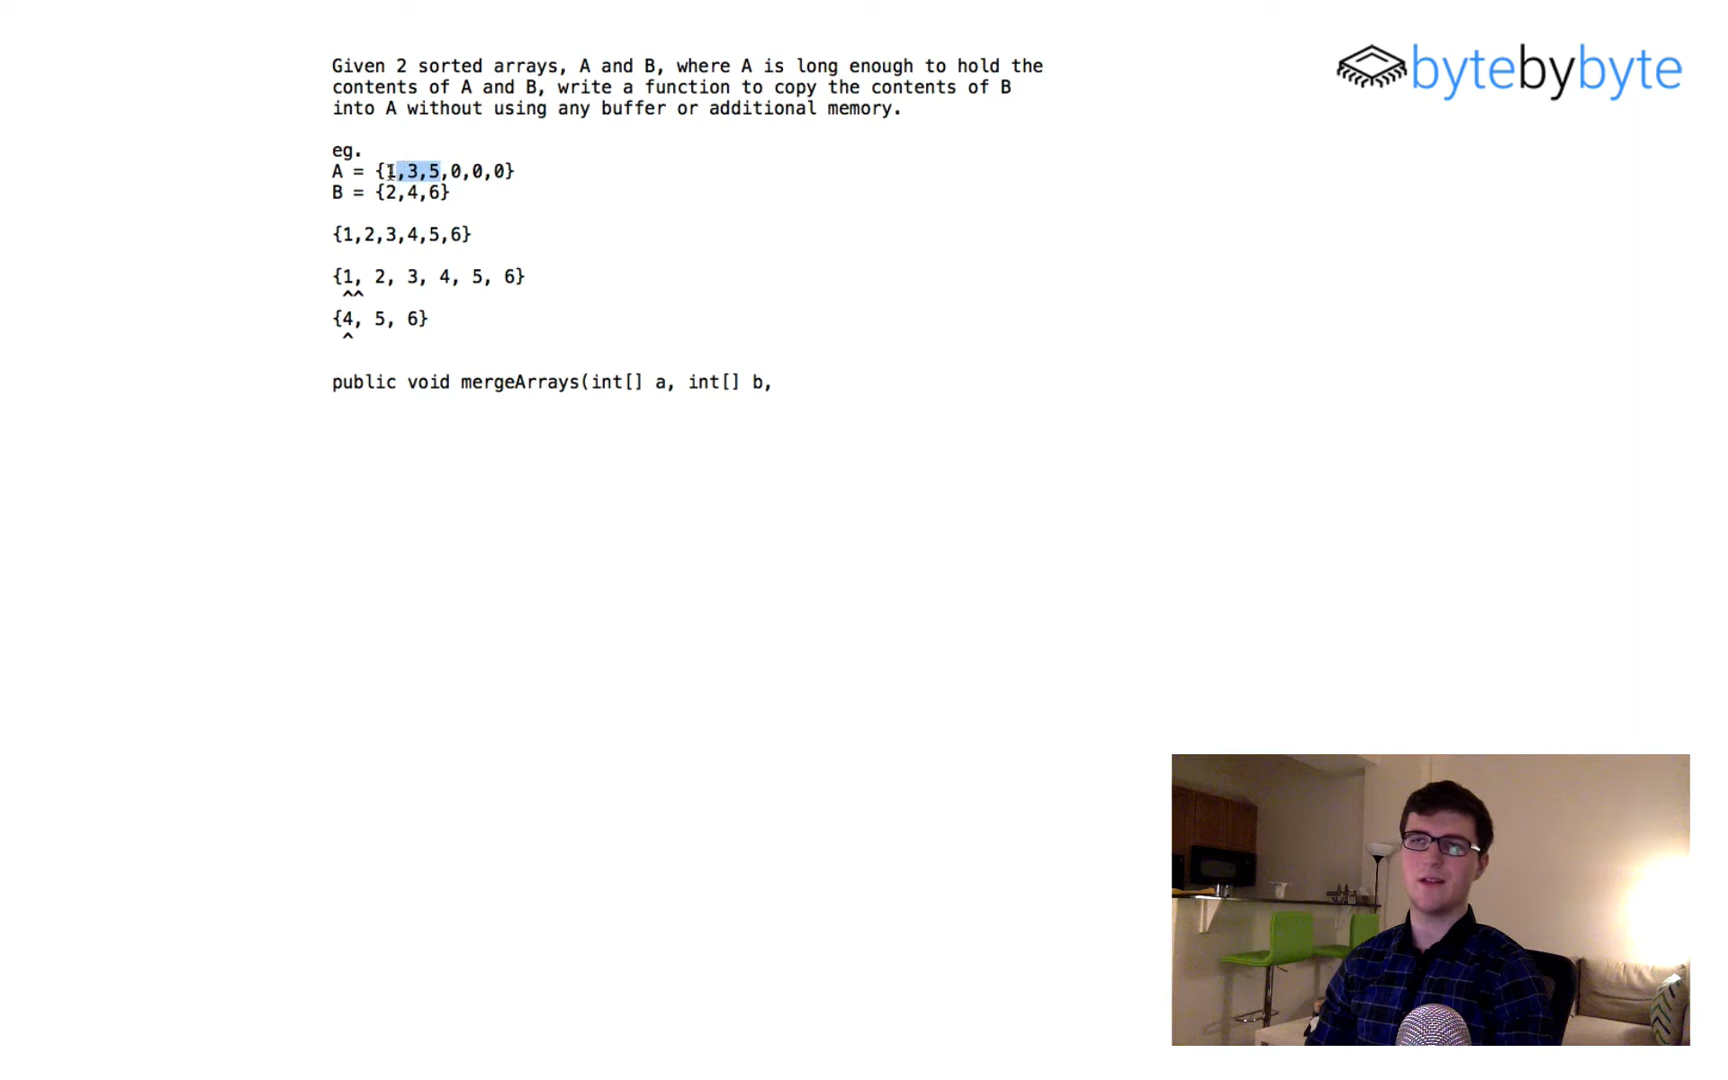 bytebybyte
Given 2 sorted arrays, A and B, where A is long enough to hold the
contents of A and B, write a function to copy the contents of B
into A without using any buffer or additional memory.
eg.
A = {1,3,5,0,0,0}
B = {2,4,6}
{1,2,3,4,5,6}
{1, 2, 3, 4, 5, 6}
^^
{4, 5, 6}
^
public void mergeArrays(int[] a, int[] b,